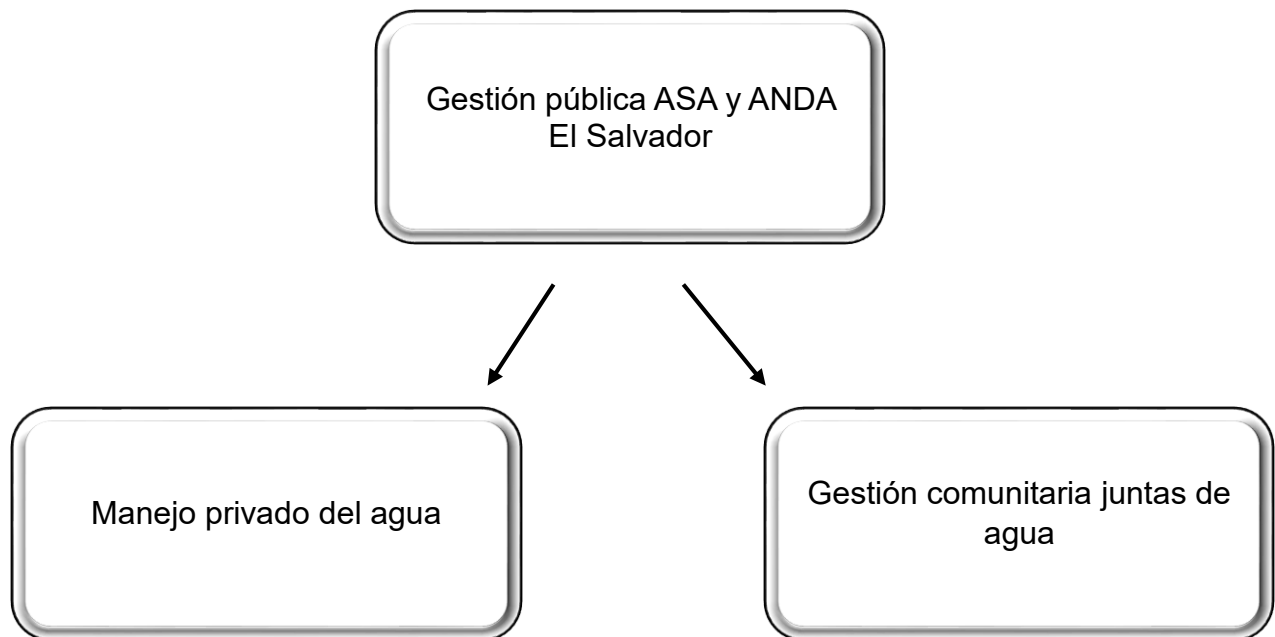 Gestión pública ASA y ANDA
El Salvador
Manejo privado del agua
Gestión comunitaria juntas de
agua